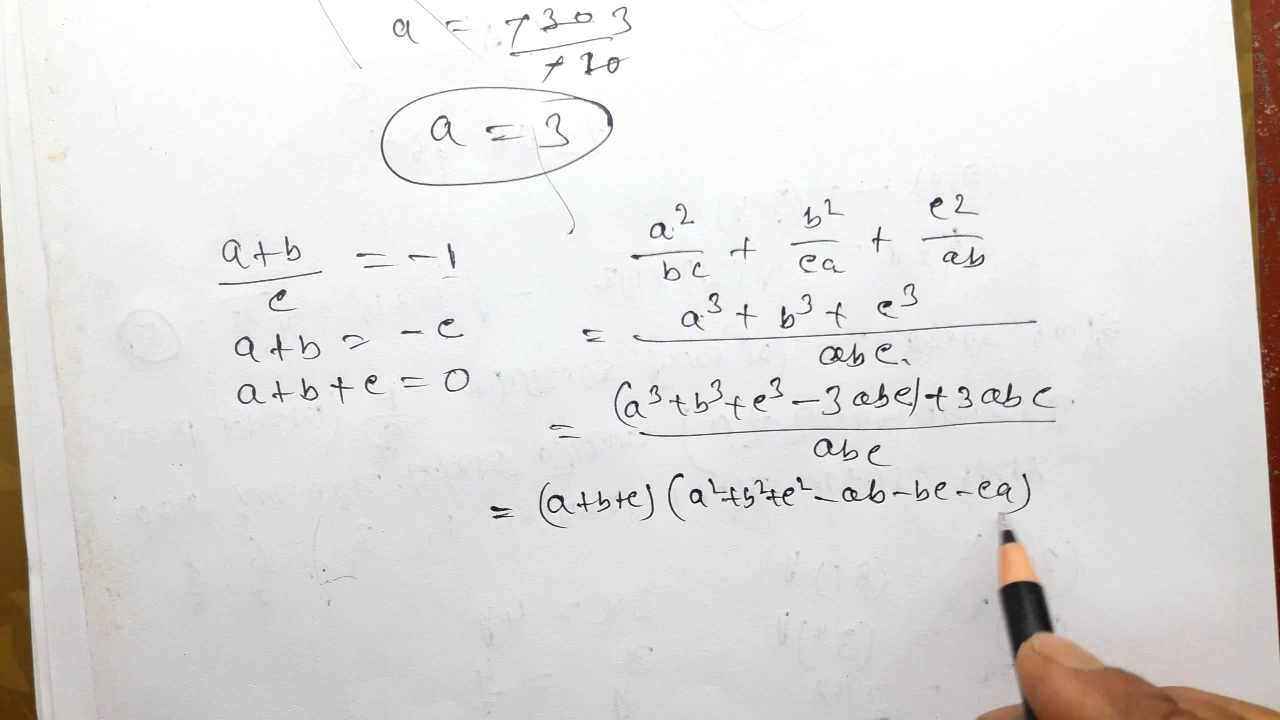 a = 7303
+10
a = 3
a+b / c = -1
a+b = -c
a+b+c = 0
a² / bc + b² / ca + c2 / ab
= a³ + b³ + c³ / abc.
= (a³+b³+c³-3abc)+3abc / abc
= (a+b+c) (a²+b²+c²-ab-bc-ca)